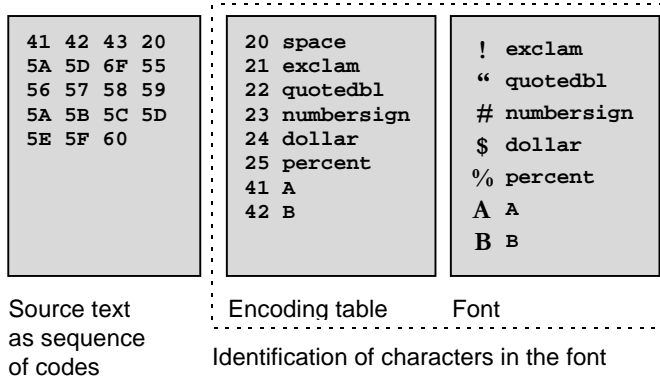 41 42 43 20
5A 5D 6F 55
56 57 58 59
5A 5B 5C 5D
5E 5F 60
20 space
21 exclam
22 quotedbl
23 numbersign
24 dollar
25 percent
41 A
42 B
! exclam
“ quotedbl
# numbersign
$ dollar
% percent
A A
B B
Source text
as sequence
of codes
Encoding table
Font
Identification of characters in the font